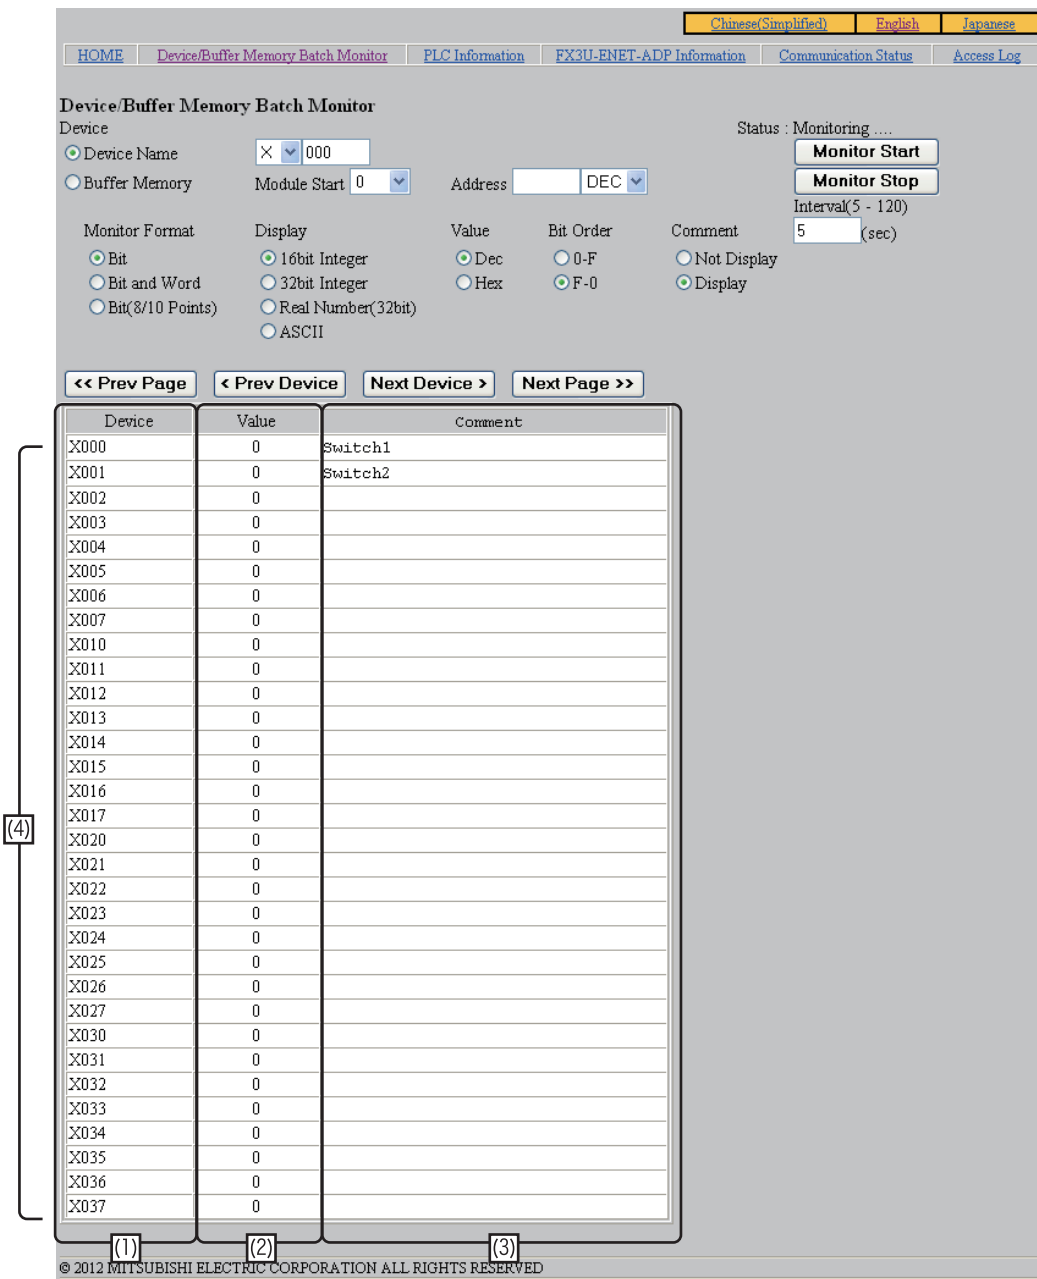 Chinese(Simplified) English Japanese
HOME Device/Buffer Memory Batch Monitor PLC Information FX3U-ENET-ADP Information Communication Status Access Log
Device/Buffer Memory Batch Monitor
Device Status : Monitoring ....
Device Name X 000 Monitor Start
Buffer Memory Module Start 0 Address DEC Monitor Stop
Interval(5 - 120)
Monitor Format Display Value Bit Order Comment 5 (sec)
Bit 16bit Integer Dec 0-F Not Display
Bit and Word 32bit Integer Hex F-0 Display
Bit(8/10 Points) Real Number(32bit)
ASCII
<< Prev Page < Prev Device Next Device > Next Page >>
Device Value Comment
X000 0 Switch1
X001 0 Switch2
X002 0
X003 0
X004 0
X005 0
X006 0
X007 0
X010 0
X011 0
X012 0
X013 0
X014 0
X015 0
X016 0
X017 0
(4)
X020 0
X021 0
X022 0
X023 0
X024 0
X025 0
X026 0
X027 0
X030 0
X031 0
X032 0
X033 0
X034 0
X035 0
X036 0
X037 0
(1) (2) (3)
© 2012 MITSUBISHI ELECTRIC CORPORATION ALL RIGHTS RESERVED